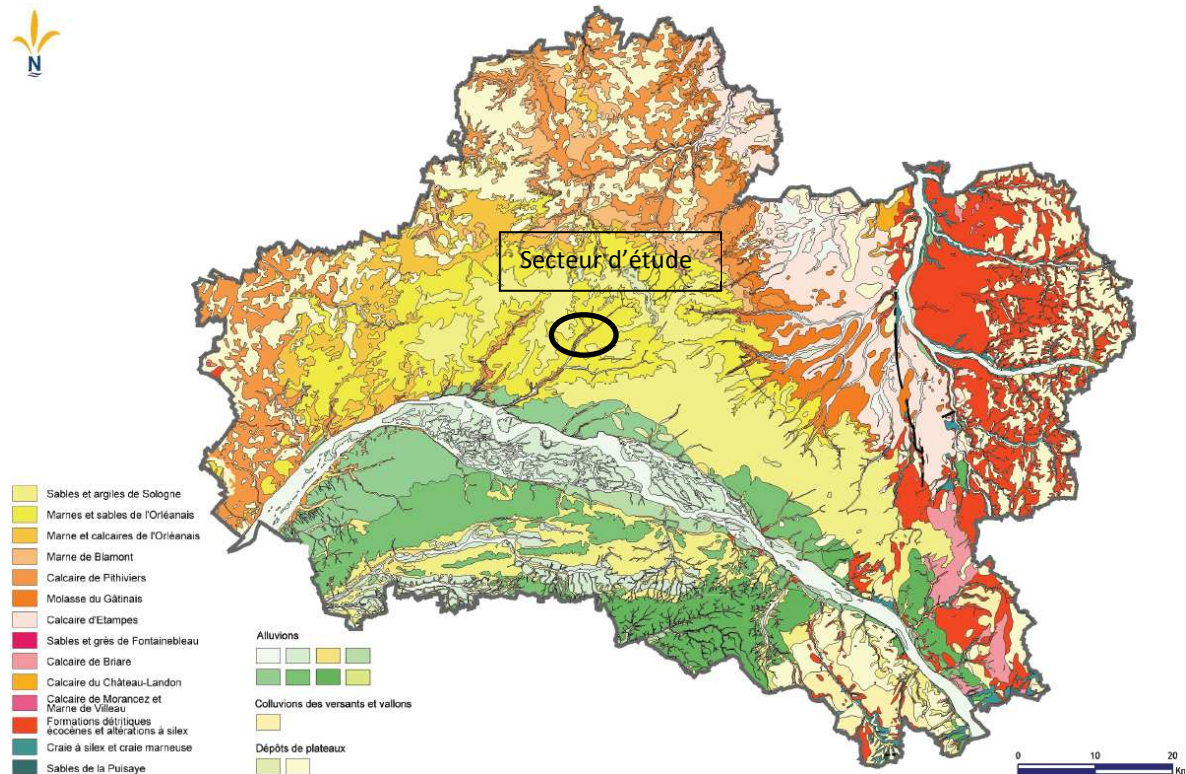 N
Secteur d'étude
Sables et argiles de Sologne
Marnes et sables de l'Orléanais
Marne et calcaires de l'Orléanais
Marne de Blamont
Calcaire de Pithiviers
Molasse du Gâtinais
Calcaire d'Etampes
Sables et grès de Fontainebleau
Calcaire de Briare
Calcaire du Château-Landon
Calcaire de Morancez et
Marne de Villeau
Formations détritiques
écocènes et altérations à silex
Craie à silex et craie marneuse
Sables de la Puisaye
Alluvions
Colluvions des versants et vallons
Dépôts de plateaux
0 10 20
Km